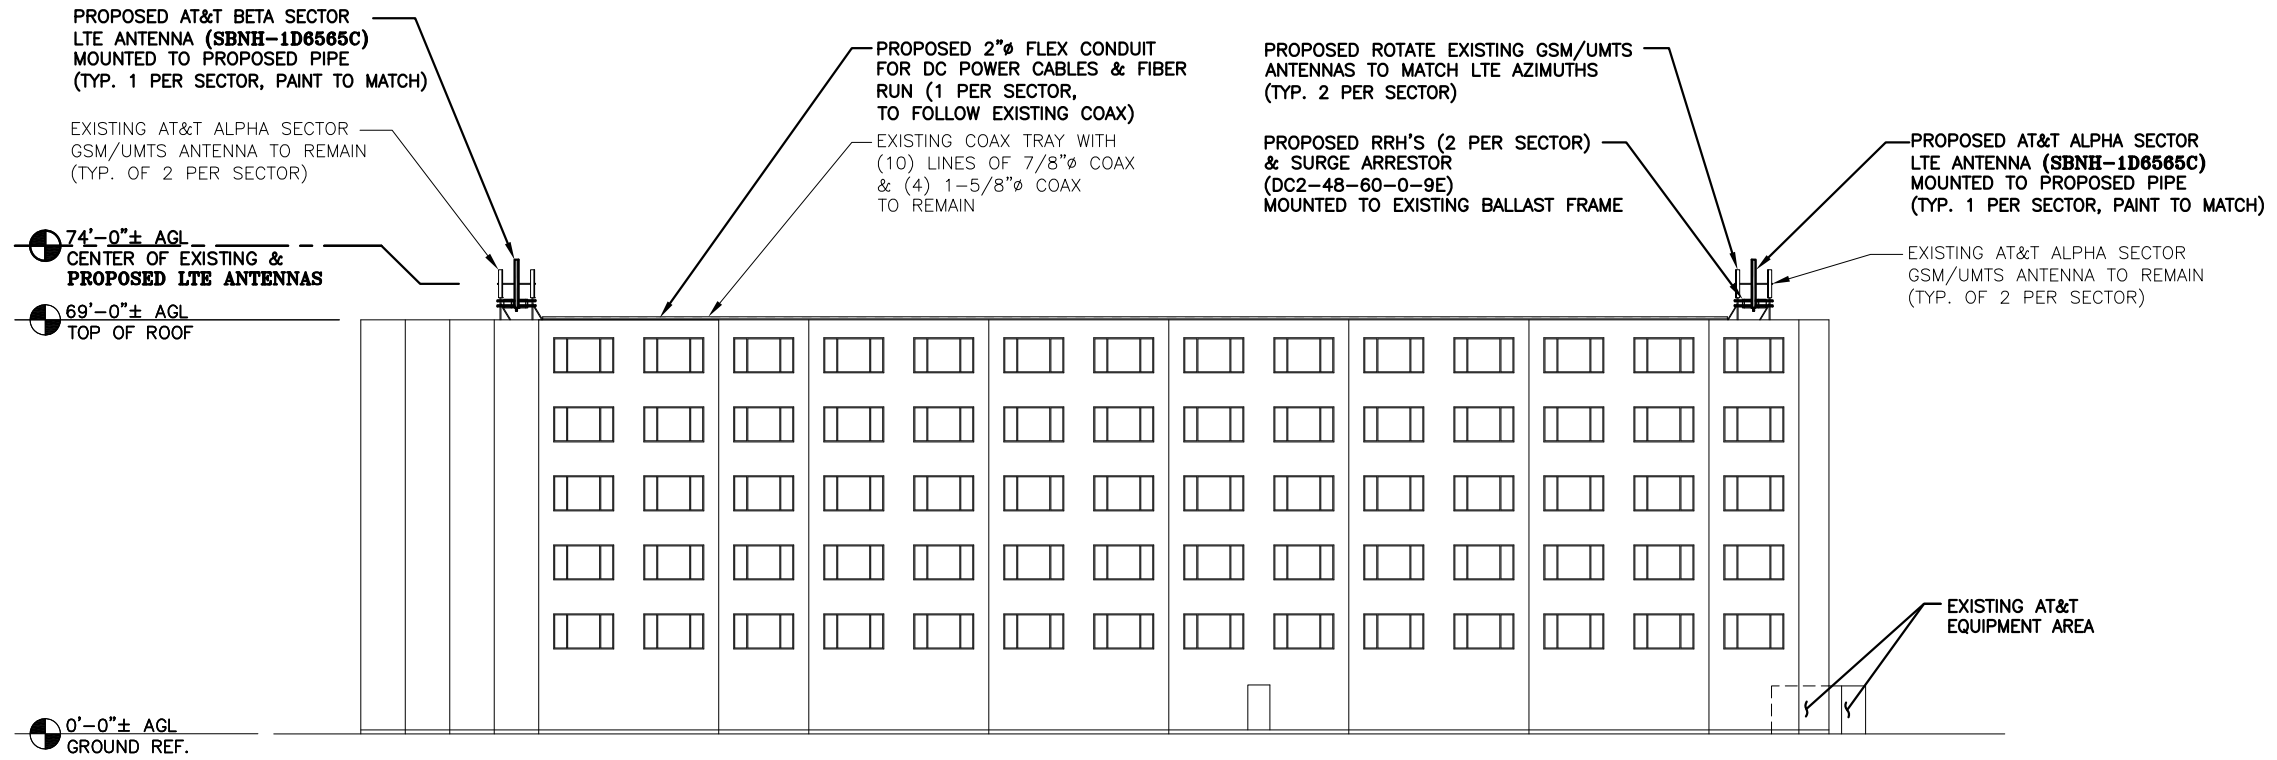 PROPOSED AT&T BETA SECTOR
LTE ANTENNA (SBNH-1D6565C)
MOUNTED TO PROPOSED PIPE
(TYP. 1 PER SECTOR, PAINT TO MATCH)
EXISTING AT&T ALPHA SECTOR
GSM/UMTS ANTENNA TO REMAIN
(TYP. OF 2 PER SECTOR)
74'-0"± AGL
CENTER OF EXISTING &
PROPOSED LTE ANTENNAS
69'-0"± AGL
TOP OF ROOF
0'-0"± AGL
GROUND REF.
PROPOSED 2"ø FLEX CONDUIT
FOR DC POWER CABLES & FIBER
RUN (1 PER SECTOR,
TO FOLLOW EXISTING COAX)
EXISTING COAX TRAY WITH
(10) LINES OF 7/8"ø COAX
& (4) 1-5/8"ø COAX
TO REMAIN
PROPOSED ROTATE EXISTING GSM/UMTS
ANTENNAS TO MATCH LTE AZIMUTHS
(TYP. 2 PER SECTOR)
PROPOSED RRH'S (2 PER SECTOR)
& SURGE ARRESTOR
(DC2-48-60-0-9E)
MOUNTED TO EXISTING BALLAST FRAME
PROPOSED AT&T ALPHA SECTOR
LTE ANTENNA (SBNH-1D6565C)
MOUNTED TO PROPOSED PIPE
(TYP. 1 PER SECTOR, PAINT TO MATCH)
EXISTING AT&T ALPHA SECTOR
GSM/UMTS ANTENNA TO REMAIN
(TYP. OF 2 PER SECTOR)
EXISTING AT&T
EQUIPMENT AREA